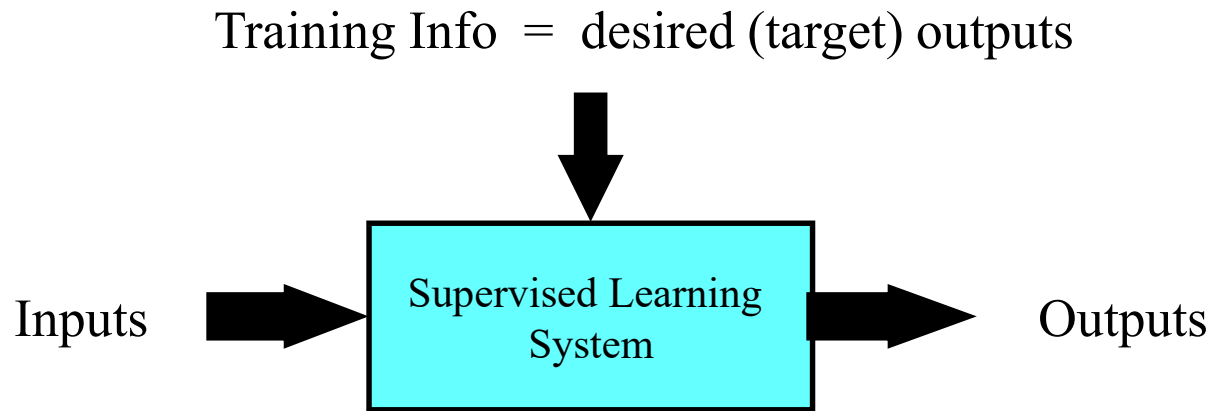 Training Info = desired (target) outputs
Supervised Learning
System
Inputs
Outputs